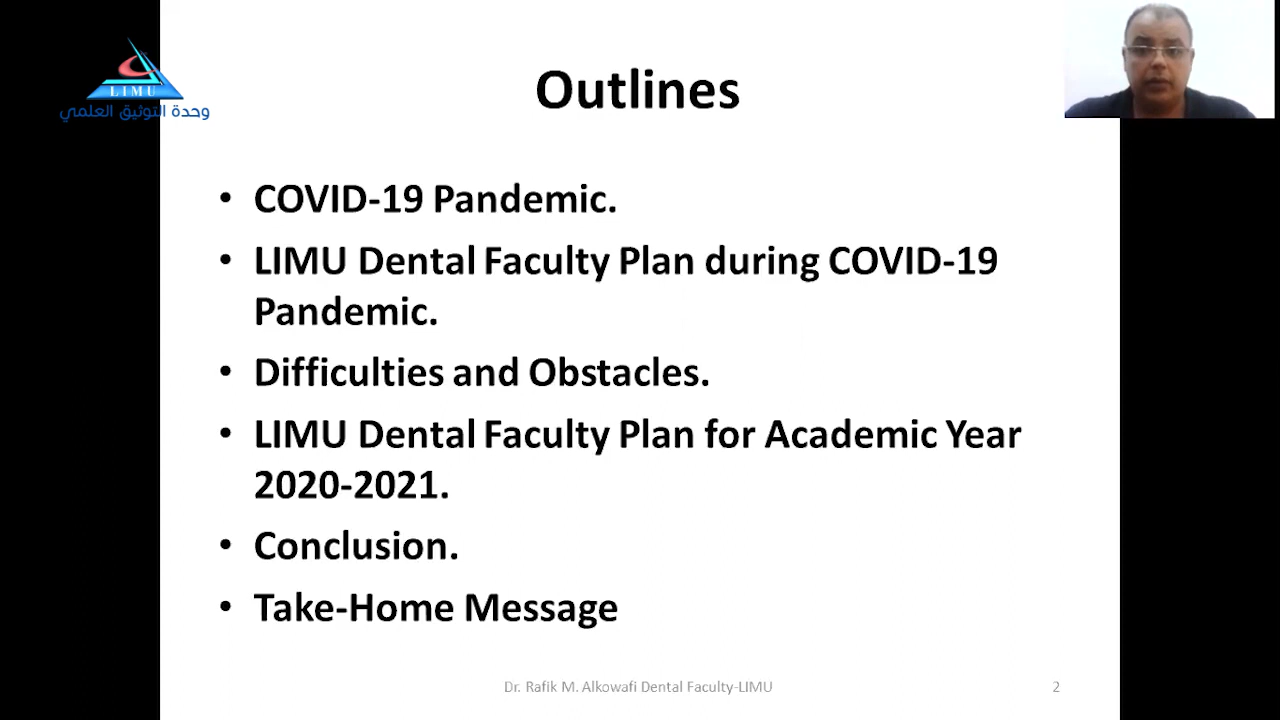 LIMU
وحدة التوثيق العلمي
Outlines
• COVID-19 Pandemic.
• LIMU Dental Faculty Plan during COVID-19
Pandemic.
• Difficulties and Obstacles.
• LIMU Dental Faculty Plan for Academic Year
2020-2021.
• Conclusion.
• Take-Home Message
Dr. Rafik M. Alkowafi Dental Faculty-LIMU
2